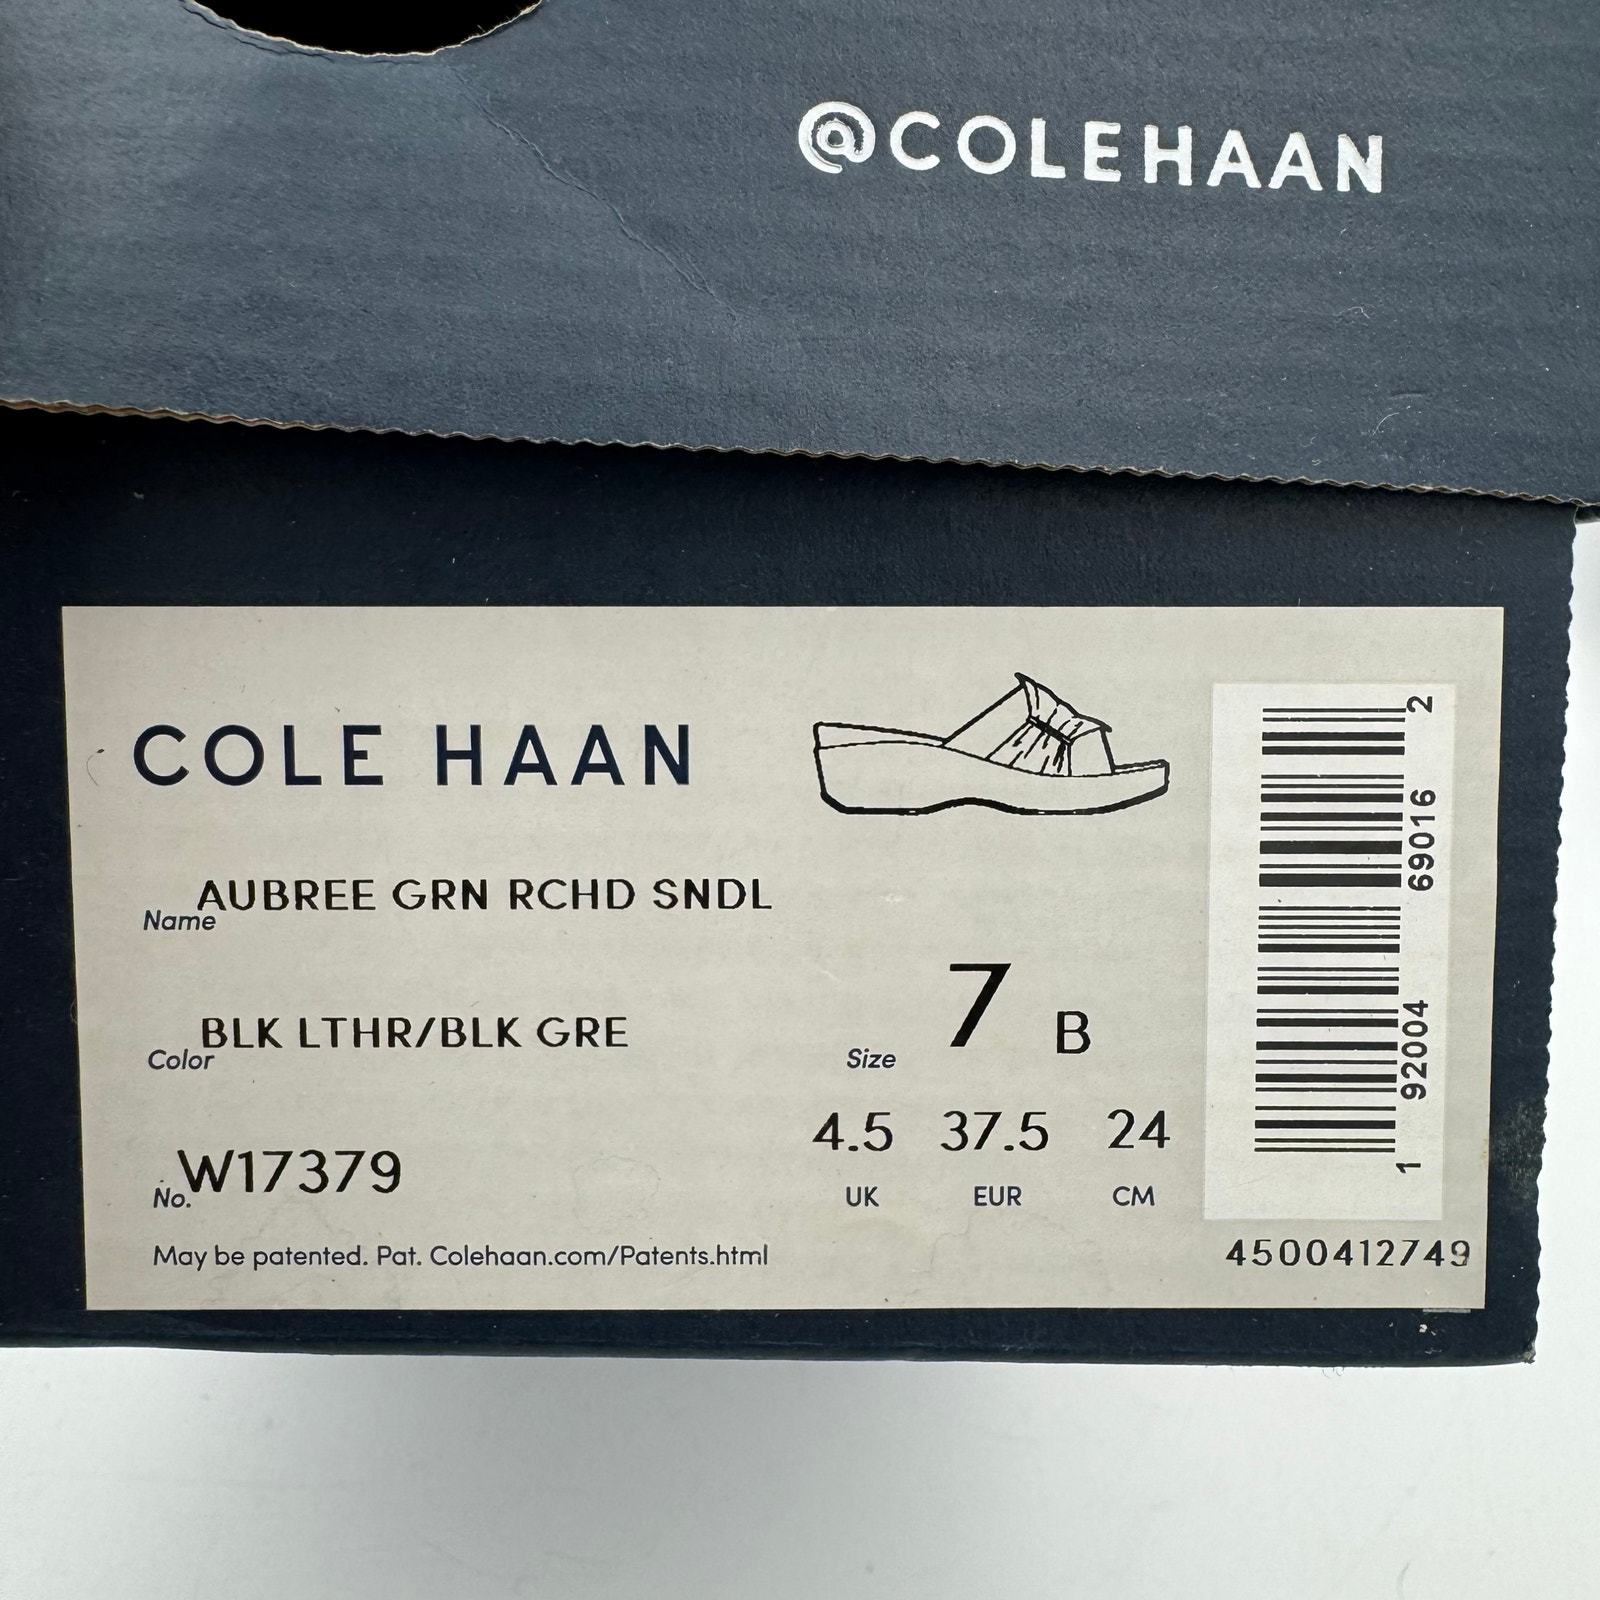 @COLEHAAN
COLE HAAN
Name AUBREE GRN RCHD SNDL
Color BLK LTHR/BLK GRE
Size 7 B
4.5 37.5 24
UK EUR CM
No. W17379
May be patented. Pat. Colehaan.com/Patents.html
1 92004 69016 2
4500412749